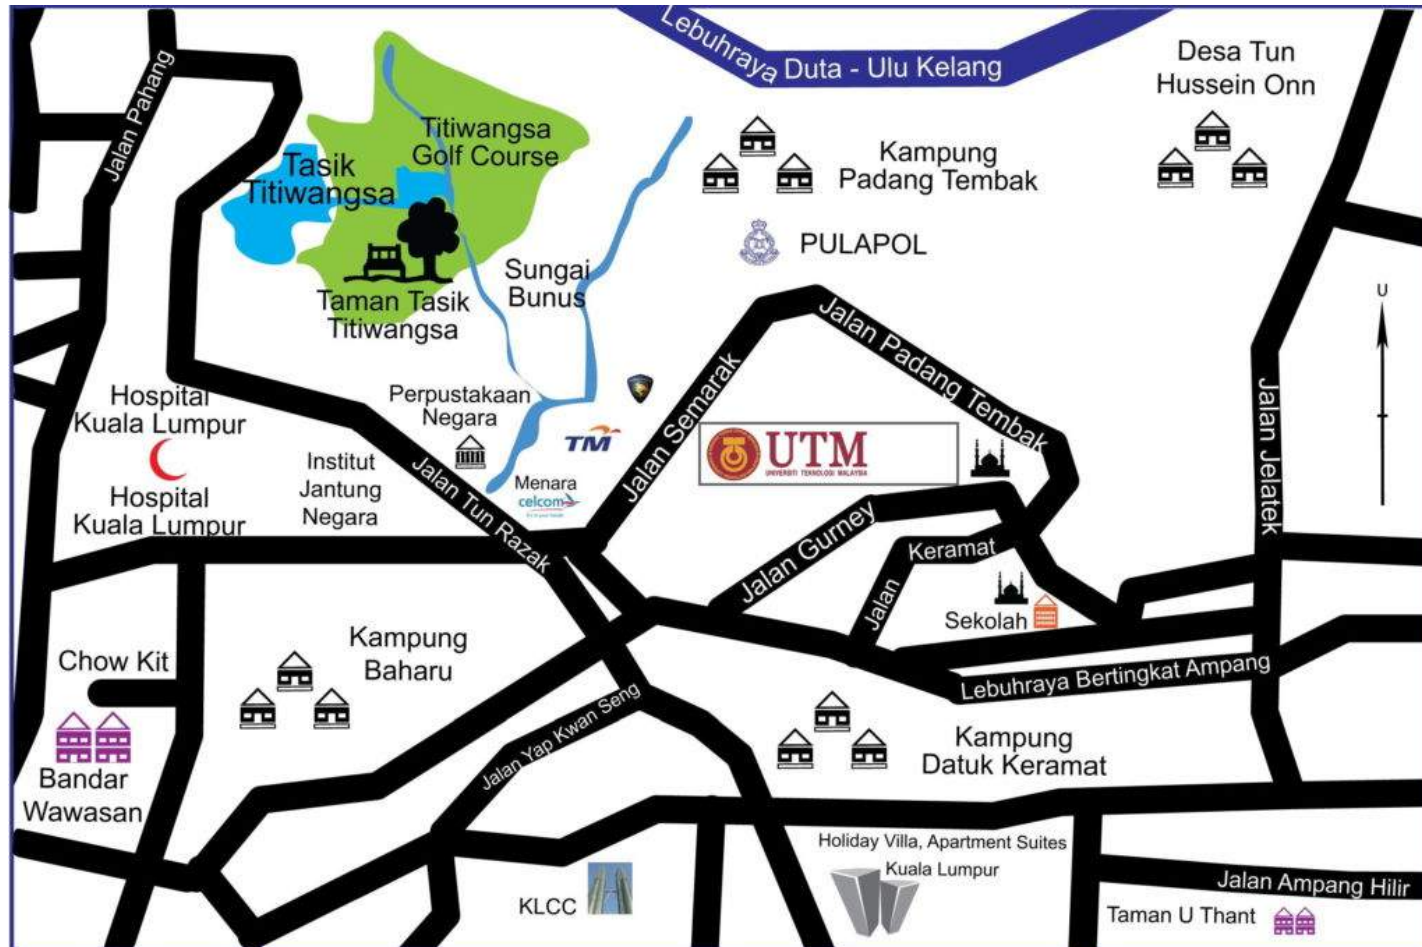 Lebuhraya Duta - Ulu Kelang
Desa Tun
Hussein Onn
Jalan Pahang
Titiwangsa
Golf Course
Tasik
Titiwangsa
Kampung
Padang Tembak
PULAPOL
Sungai
Bunus
Taman Tasik
Titiwangsa
U
Jalan Padang Tembak
Jalan Semarak
Jalan Jelatek
Hospital
Kuala Lumpur
Hospital
Kuala Lumpur
Perpustakaan
Negara
TM
UTM
UNIVERSITI TEKNOLOGI MALAYSIA
Institut
Jantung
Negara
Jalan Tun Razak
Menara
celcom
Jalan Gurney
Jalan Keramat
Sekolah
Kampung
Baharu
Chow Kit
Lebuhraya Bertingkat Ampang
Jalan Yap Kwan Seng
Bandar
Wawasan
Kampung
Datuk Keramat
Holiday Villa, Apartment Suites
Kuala Lumpur
KLCC
Jalan Ampang Hilir
Taman U Thant